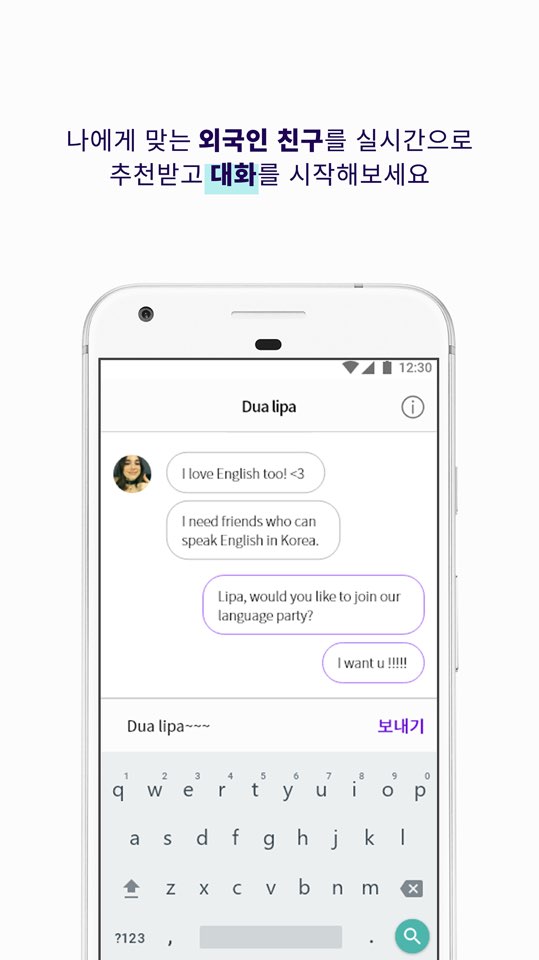 나에게 맞는 외국인 친구를 실시간으로
추천받고 대화를 시작해보세요
12:30
Dua lipa
I love English too! <3
I need friends who can
speak English in Korea.
Lipa, would you like to join our
language party?
I want u !!!!!
Dua lipa~~~ 보내기
1 2 3 4 5 6 7 8 9 0
q w e r t y u i o p
a s d f g h j k l
z x c v b n m
?123 , .